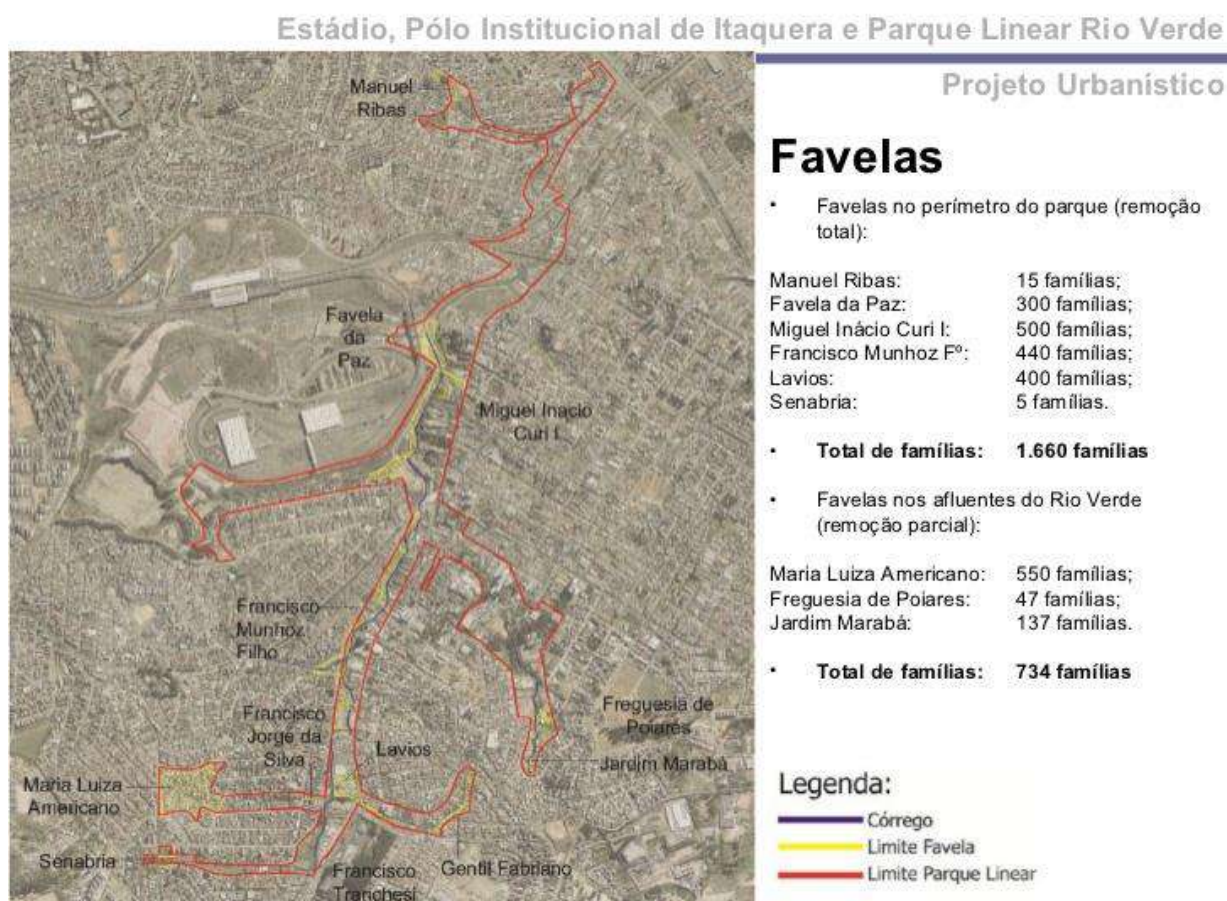 Estádio, Pólo Institucional de Itaquera e Parque Linear Rio Verde
Projeto Urbanístico
Manuel
Ribas
Favela
da
Paz
Miguel Inacio
Curi I
Francisco
Munhoz
Filho
Francisco
Jorge da
Silva
Lavios
Freguesia de
Poiares
Jardim Marabá
Maria Luiza
Americano
Senabria
Francisco
Tranchesi
Gentil Fabriano
Favelas
• Favelas no perímetro do parque (remoção
total):
Manuel Ribas: 15 famílias;
Favela da Paz: 300 famílias;
Miguel Inácio Curi I: 500 famílias;
Francisco Munhoz Fº: 440 famílias;
Lavios: 400 famílias;
Senabria: 5 famílias.
• Total de famílias: 1.660 famílias
• Favelas nos afluentes do Rio Verde
(remoção parcial):
Maria Luiza Americano: 550 famílias;
Freguesia de Poiares: 47 famílias;
Jardim Marabá: 137 famílias.
• Total de famílias: 734 famílias
Legenda:
Córrego
Limite Favela
Limite Parque Linear